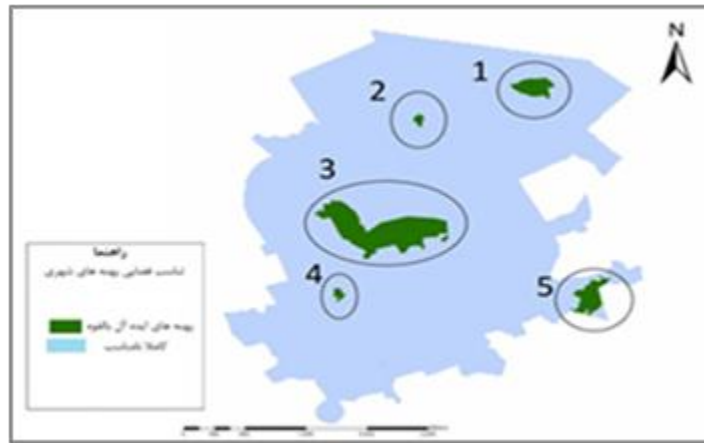 N
1
2
3
4
5
راهنما
تناسب فضایی پهنه های شهری
پهنه های ایده آل بالقوه
کاملا نامناسب